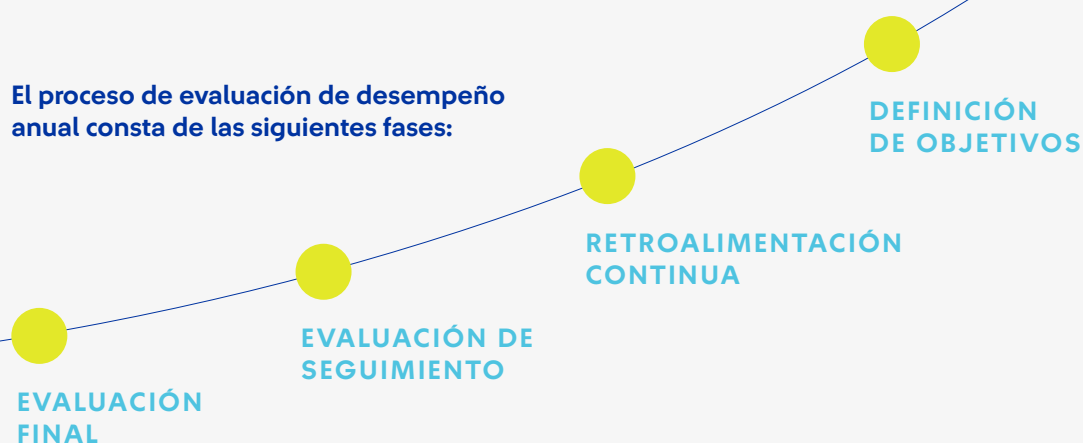 El proceso de evaluación de desempeño
anual consta de las siguientes fases:
DEFINICIÓN
DE OBJETIVOS
RETROALIMENTACIÓN
CONTINUA
EVALUACIÓN DE
SEGUIMIENTO
EVALUACIÓN
FINAL